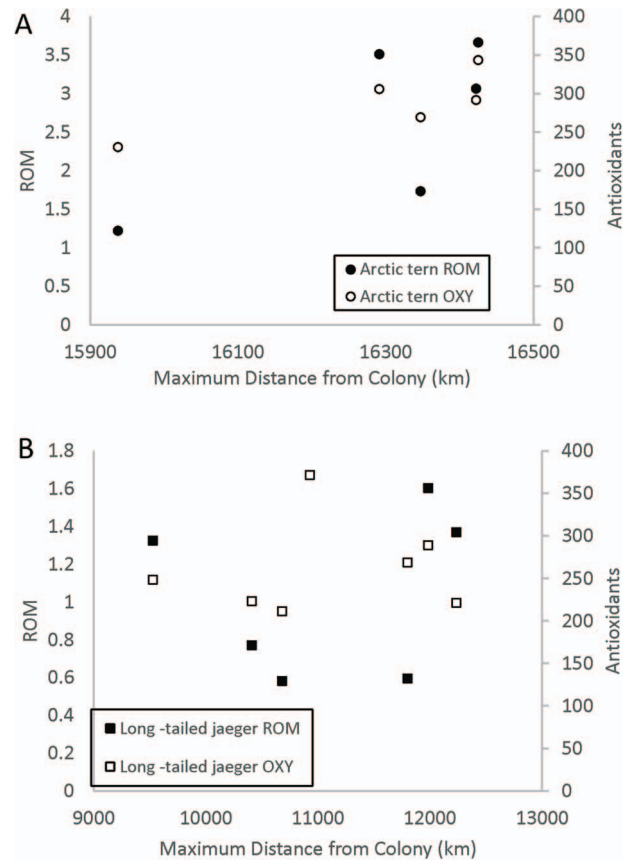 A
4
3.5
3
2.5
2
1.5
1
0.5
0
ROM
400
350
300
250
200
150
100
50
0
Antioxidants
Arctic tern ROM
Arctic tern OXY
15900 16100 16300 16500
Maximum Distance from Colony (km)
B
1.8
1.6
1.4
1.2
1
0.8
0.6
0.4
0.2
0
ROM
400
350
300
250
200
150
100
50
0
Antioxidants
Long -tailed jaeger ROM
Long -tailed jaeger OXY
9000 10000 11000 12000 13000
Maximum Distance from Colony (km)